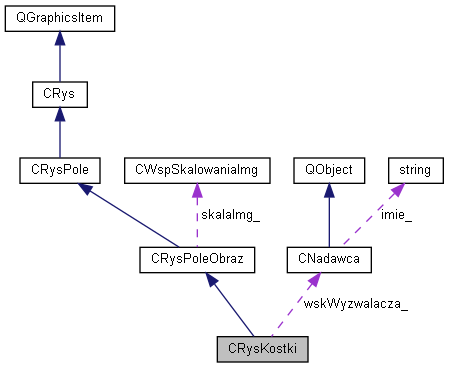 QGraphicsItem
CRys
CRysPole
CWspSkalowaniaImg
QObject
string
skalaImg_
imie_
CRysPoleObraz
CNadawca
wskWyzwalacza_
CRysKostki